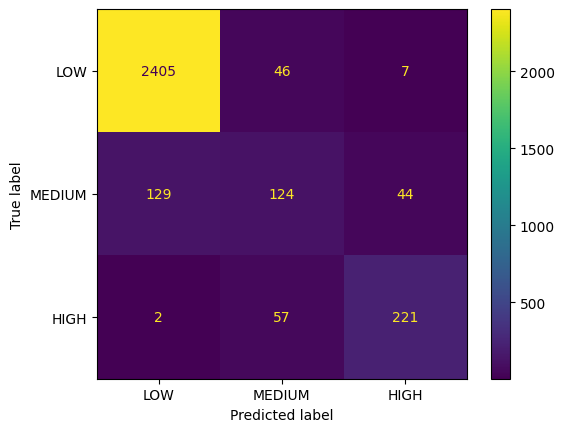 LOW 2405 46 7
MEDIUM 129 124 44
HIGH 2 57 221
LOW MEDIUM HIGH
Predicted label
True label
2000
1500
1000
500